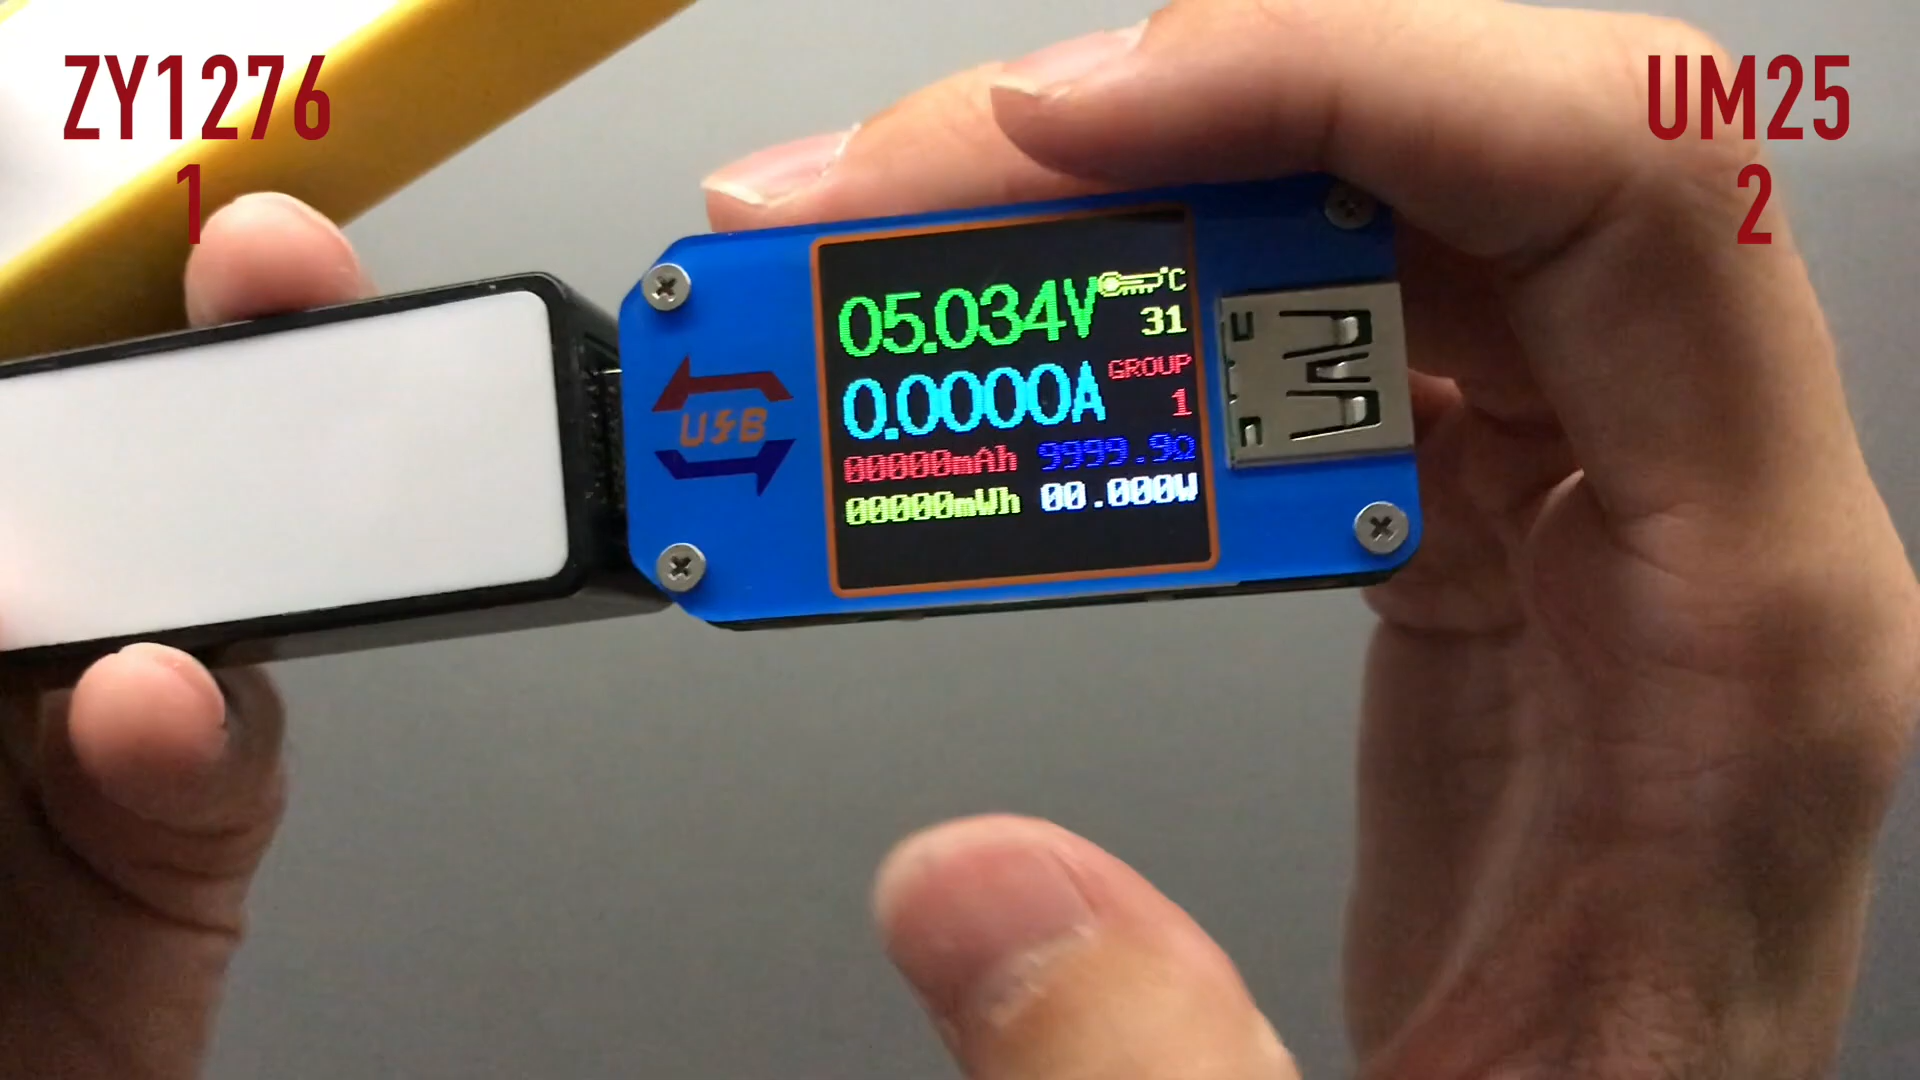 ZY1276
1
UM25
2
05.034V
°C
31
0.0000A
GROUP
1
00000mAh
9999.9Ω
00000mWh
00.000W
USB